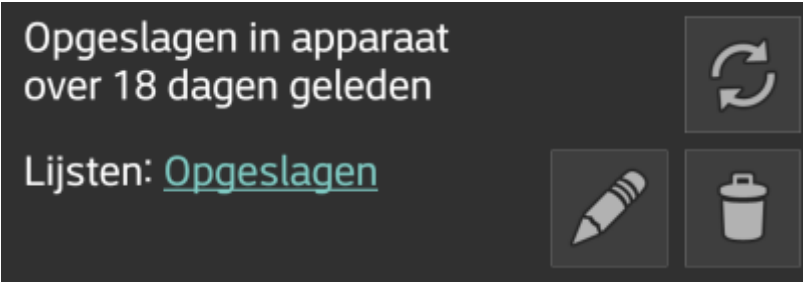 Opgeslagen in apparaat
over 18 dagen geleden
Lijsten: Opgeslagen